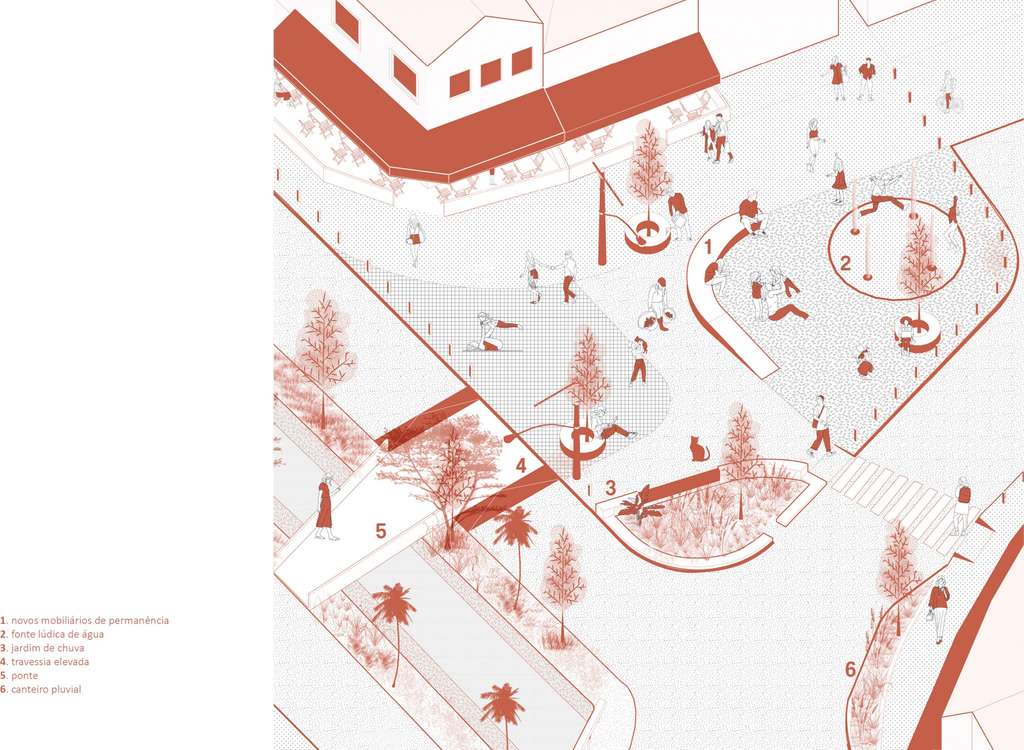 1
2
3
4
5
6
1. novos mobiliários de permanência
2. fonte lúdica de água
3. jardim de chuva
4. travessia elevada
5. ponte
6. canteiro pluvial